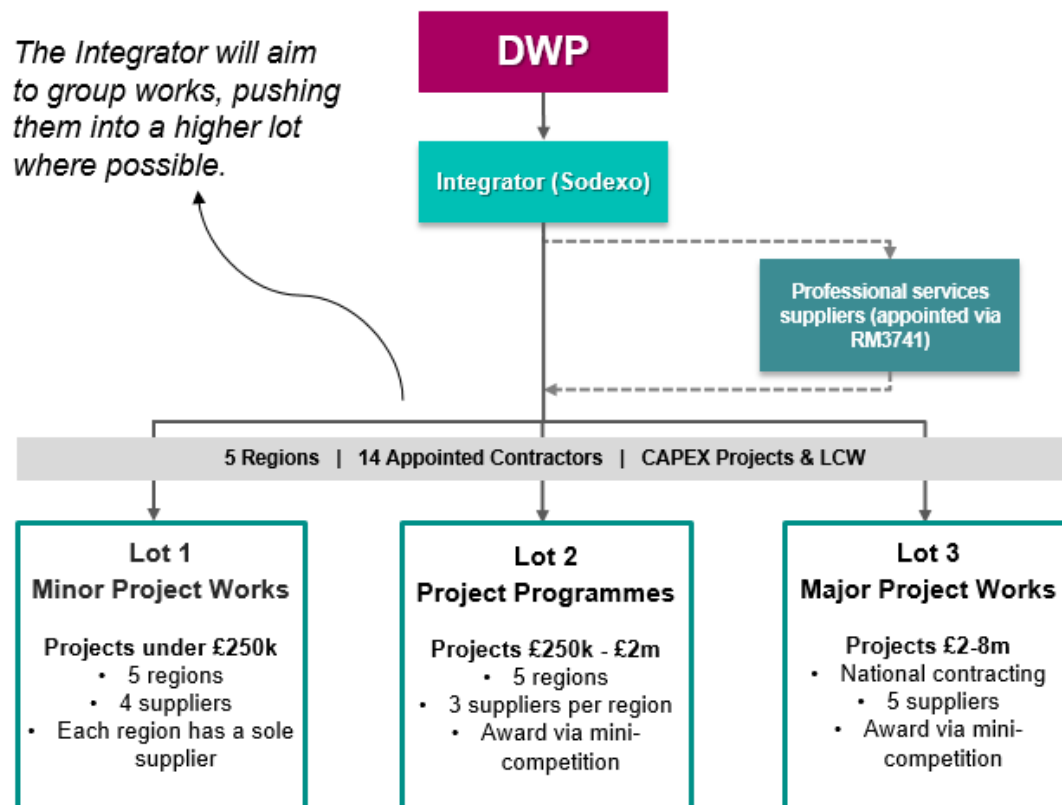 The Integrator will aim
to group works, pushing
them into a higher lot
where possible.
DWP
Integrator (Sodexo)
Professional services
suppliers (appointed via
RM3741)
5 Regions | 14 Appointed Contractors | CAPEX Projects & LCW
Lot 1
Minor Project Works
Projects under £250k
• 5 regions
• 4 suppliers
• Each region has a sole
supplier
Lot 2
Project Programmes
Projects £250k - £2m
• 5 regions
• 3 suppliers per region
• Award via mini-
competition
Lot 3
Major Project Works
Projects £2-8m
• National contracting
• 5 suppliers
• Award via mini-
competition